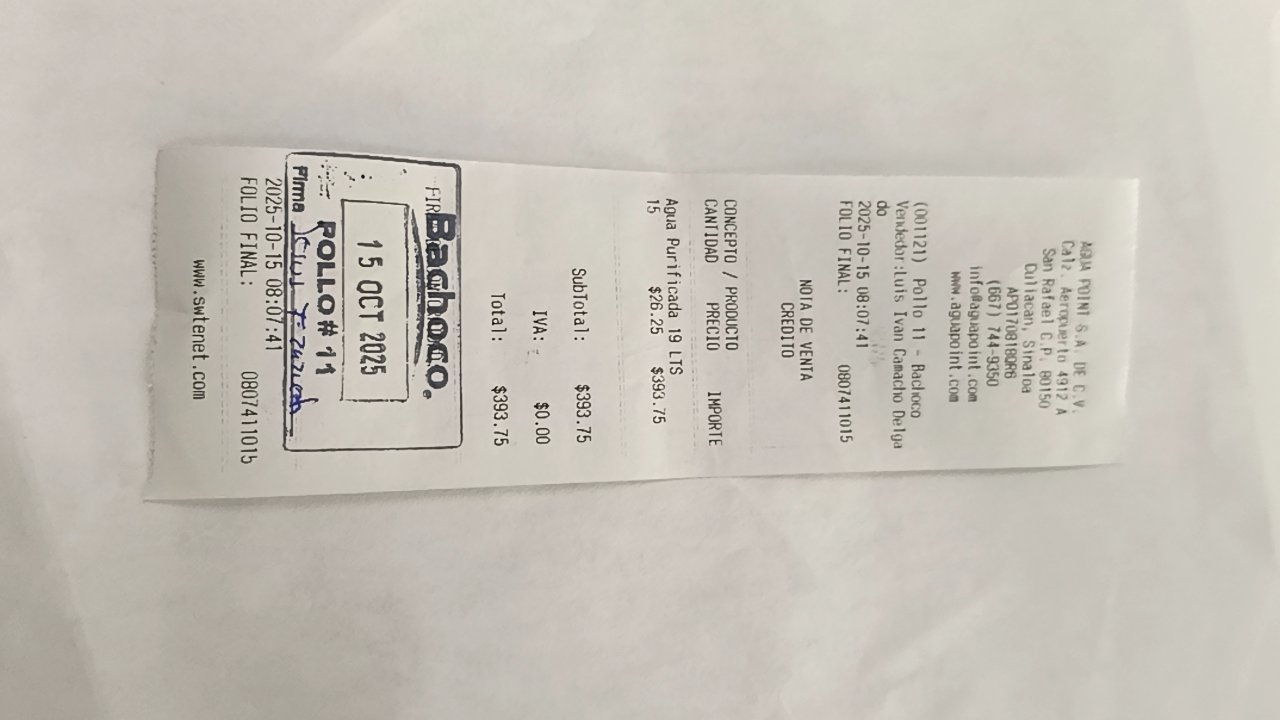 AGUA POINT S.A. DE C.V.
Calz. Aeropuerto 4912 A
San Rafael C.P. 80150
Culiacan, Sinaloa
APO170818QR6
(667) 744-9350
info@aguapoint.com
www.aguapoint.com
(001121) Pollo 11 - Bachoco
Vendedor:Luis Ivan Camacho Delga
do
2025-10-15 08:07:41
FOLIO FINAL: 0807411015
NOTA DE VENTA
CREDITO
CONCEPTO / PRODUCTO
CANTIDAD PRECIO IMPORTE
Agua Purificada 19 LTS
15 $26.25 $393.75
SubTotal: $393.75
IVA: $0.00
Total: $393.75
FIR
Bachoco.
15 OCT 2025
POLLO # 11
Firma
2025-10-15 08:07:41
FOLIO FINAL: 0807411015
www.swtenet.com